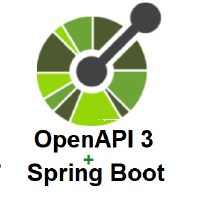 OpenAPI 3
+
Spring Boot